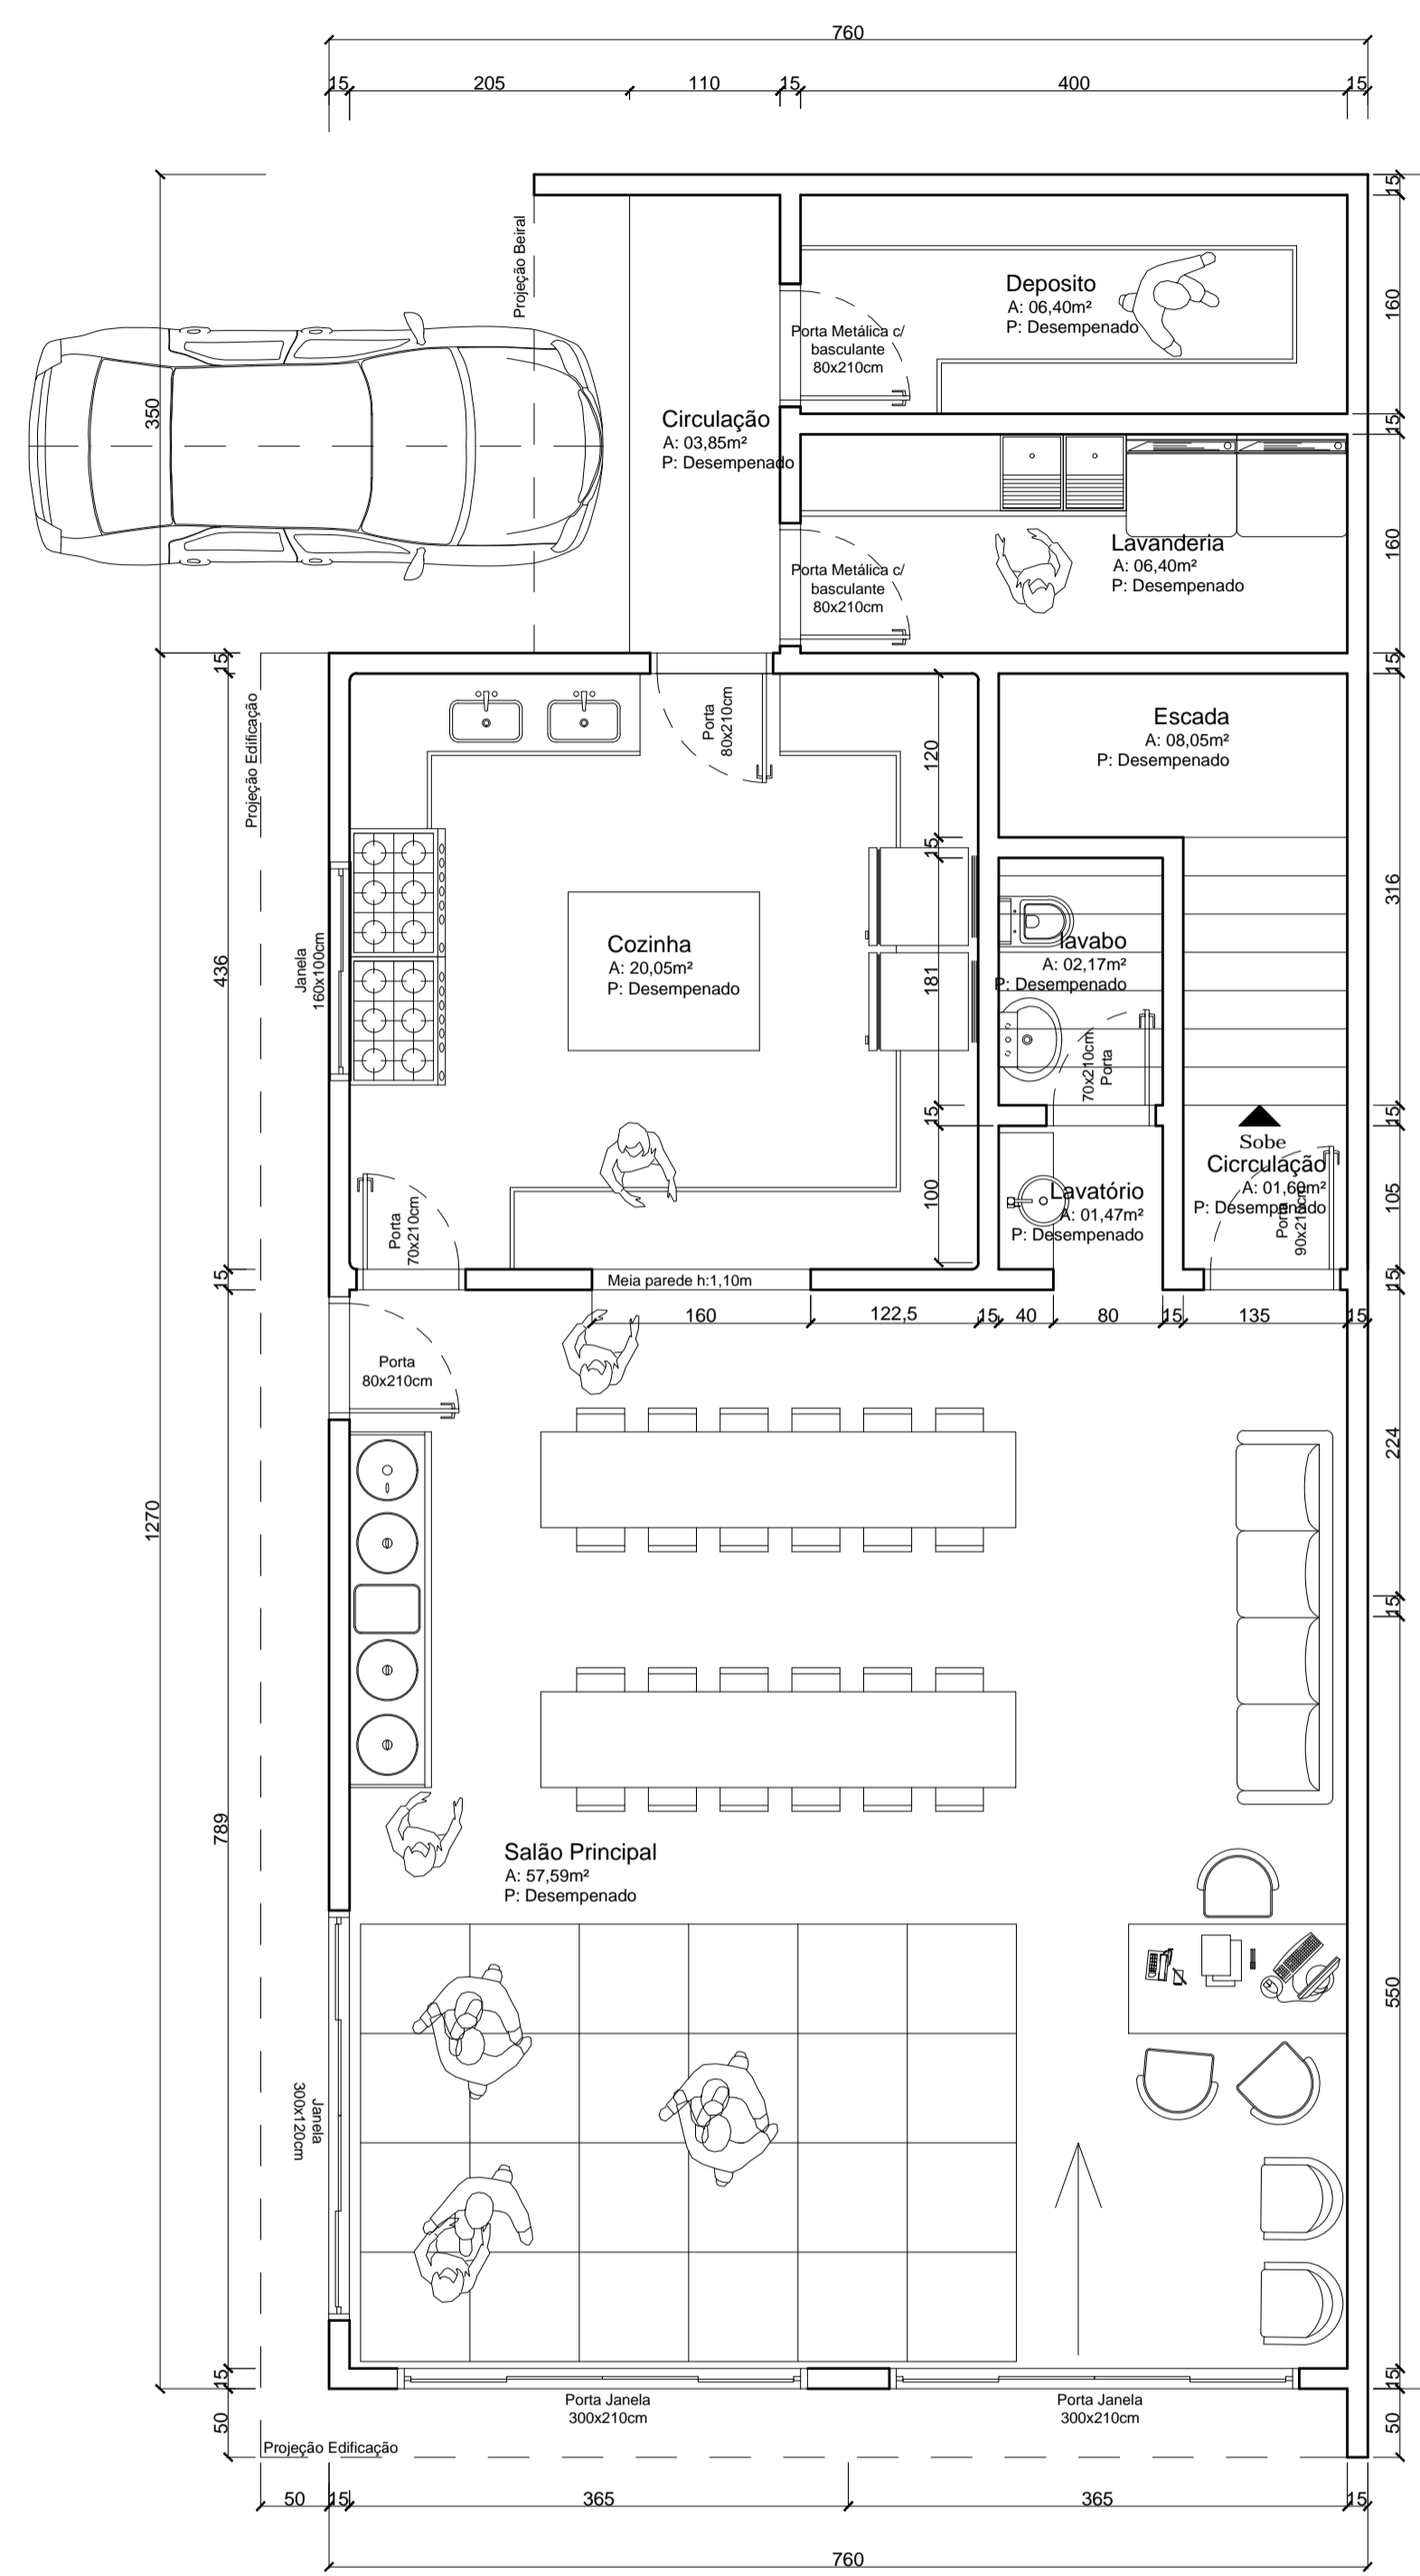 760
15
205
110
15
400
15
Projeção Beiral
15
Deposito
A: 06,40m²
P: Desempenado
160
Porta Metálica c/
basculante
80x210cm
350
Circulação
A: 03,85m²
P: Desempenado
15
Lavanderia
A: 06,40m²
P: Desempenado
160
Porta Metálica c/
basculante
80x210cm
15
15
Projeção Edificação
Porta
80x210cm
120
Escada
A: 08,05m²
P: Desempenado
15
316
Janela
160x100cm
436
Cozinha
A: 20,05m²
P: Desempenado
181
lavabo
A: 02,17m²
P: Desempenado
70x210cm
Porta
15
15
Sobe
Cicrculação
A: 01,60m²
P: Desempenado
Porta
90x210cm
105
100
Lavatório
A: 01,47m²
P: Desempenado
Porta
70x210cm
15
Meia parede h:1,10m
15
160
122,5
15
40
80
15
135
15
Porta
80x210cm
224
1270
15
789
Salão Principal
A: 57,59m²
P: Desempenado
550
Janela
300x120cm
15
15
Porta Janela
300x210cm
Porta Janela
300x210cm
50
50
Projeção Edificação
50
15
365
365
15
760